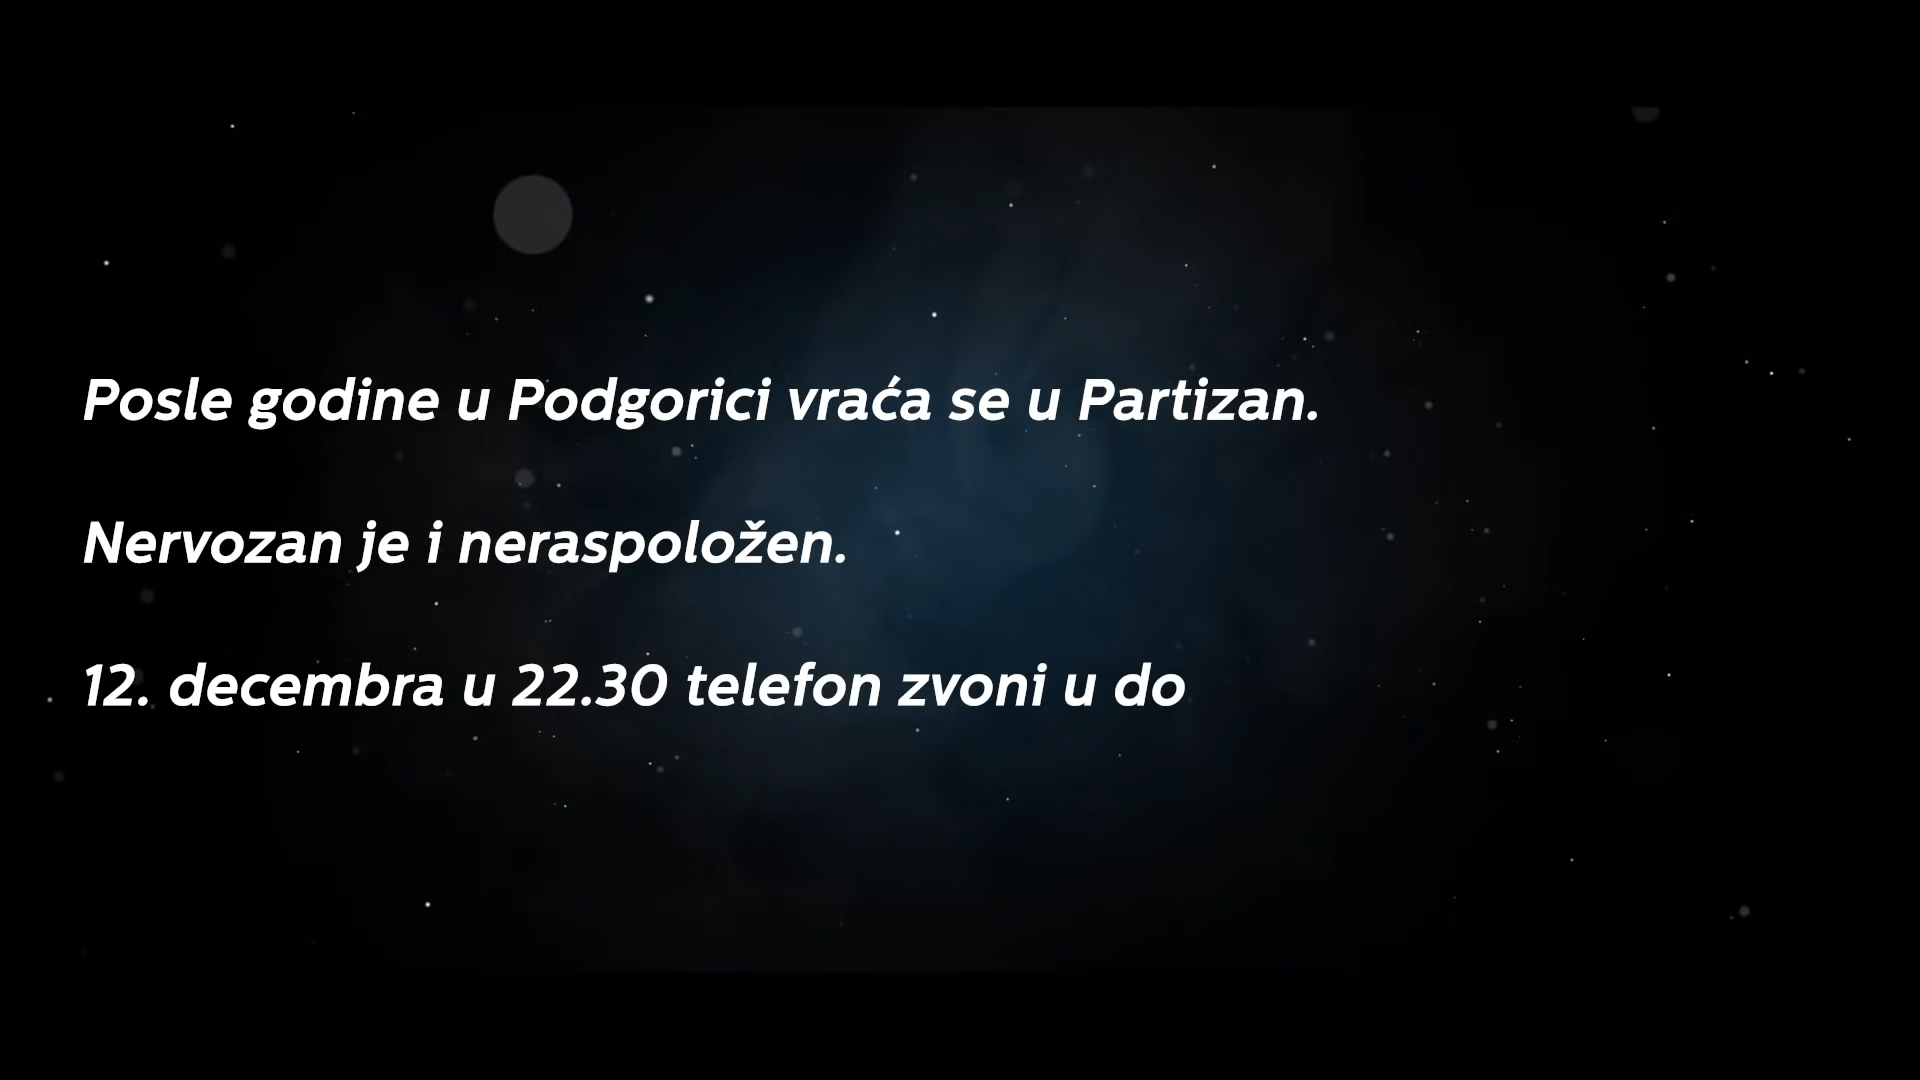 Posle godine u Podgorici vraća se u Partizan.
Nervozan je i neraspoložen.
12. decembra u 22.30 telefon zvoni u do